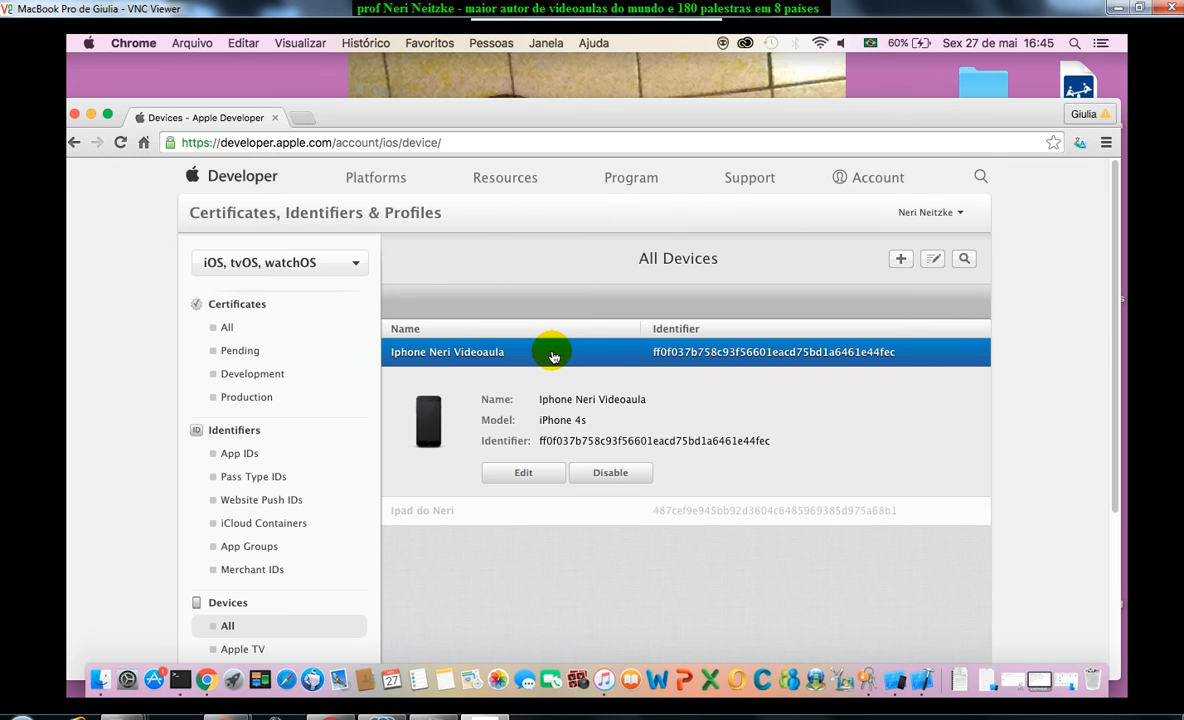 MacBook Pro de Giulia - VNC Viewer
prof Neri Neitzke - maior autor de videoaulas do mundo e 180 palestras em 8 países
Chrome Arquivo Editar Visualizar Histórico Favoritos Pessoas Janela Ajuda 60% Sex 27 de mai 16:45
Devices - Apple Developer
Giulia
https://developer.apple.com/account/ios/device/
Developer Platforms Resources Program Support Account
Certificates, Identifiers & Profiles
Neri Neitzke
iOS, tvOS, watchOS
All Devices
Certificates
All
Pending
Development
Production
Identifiers
App IDs
Pass Type IDs
Website Push IDs
iCloud Containers
App Groups
Merchant IDs
Devices
All
Apple TV
Name Identifier
Iphone Neri Videoaula ff0f037b758c93f56601eacd75bd1a6461e44fec
Name: Iphone Neri Videoaula
Model: iPhone 4s
Identifier: ff0f037b758c93f56601eacd75bd1a6461e44fec
Edit Disable
Ipad do Neri 487cef9e945bb92d3604c6485969385d975a68b1